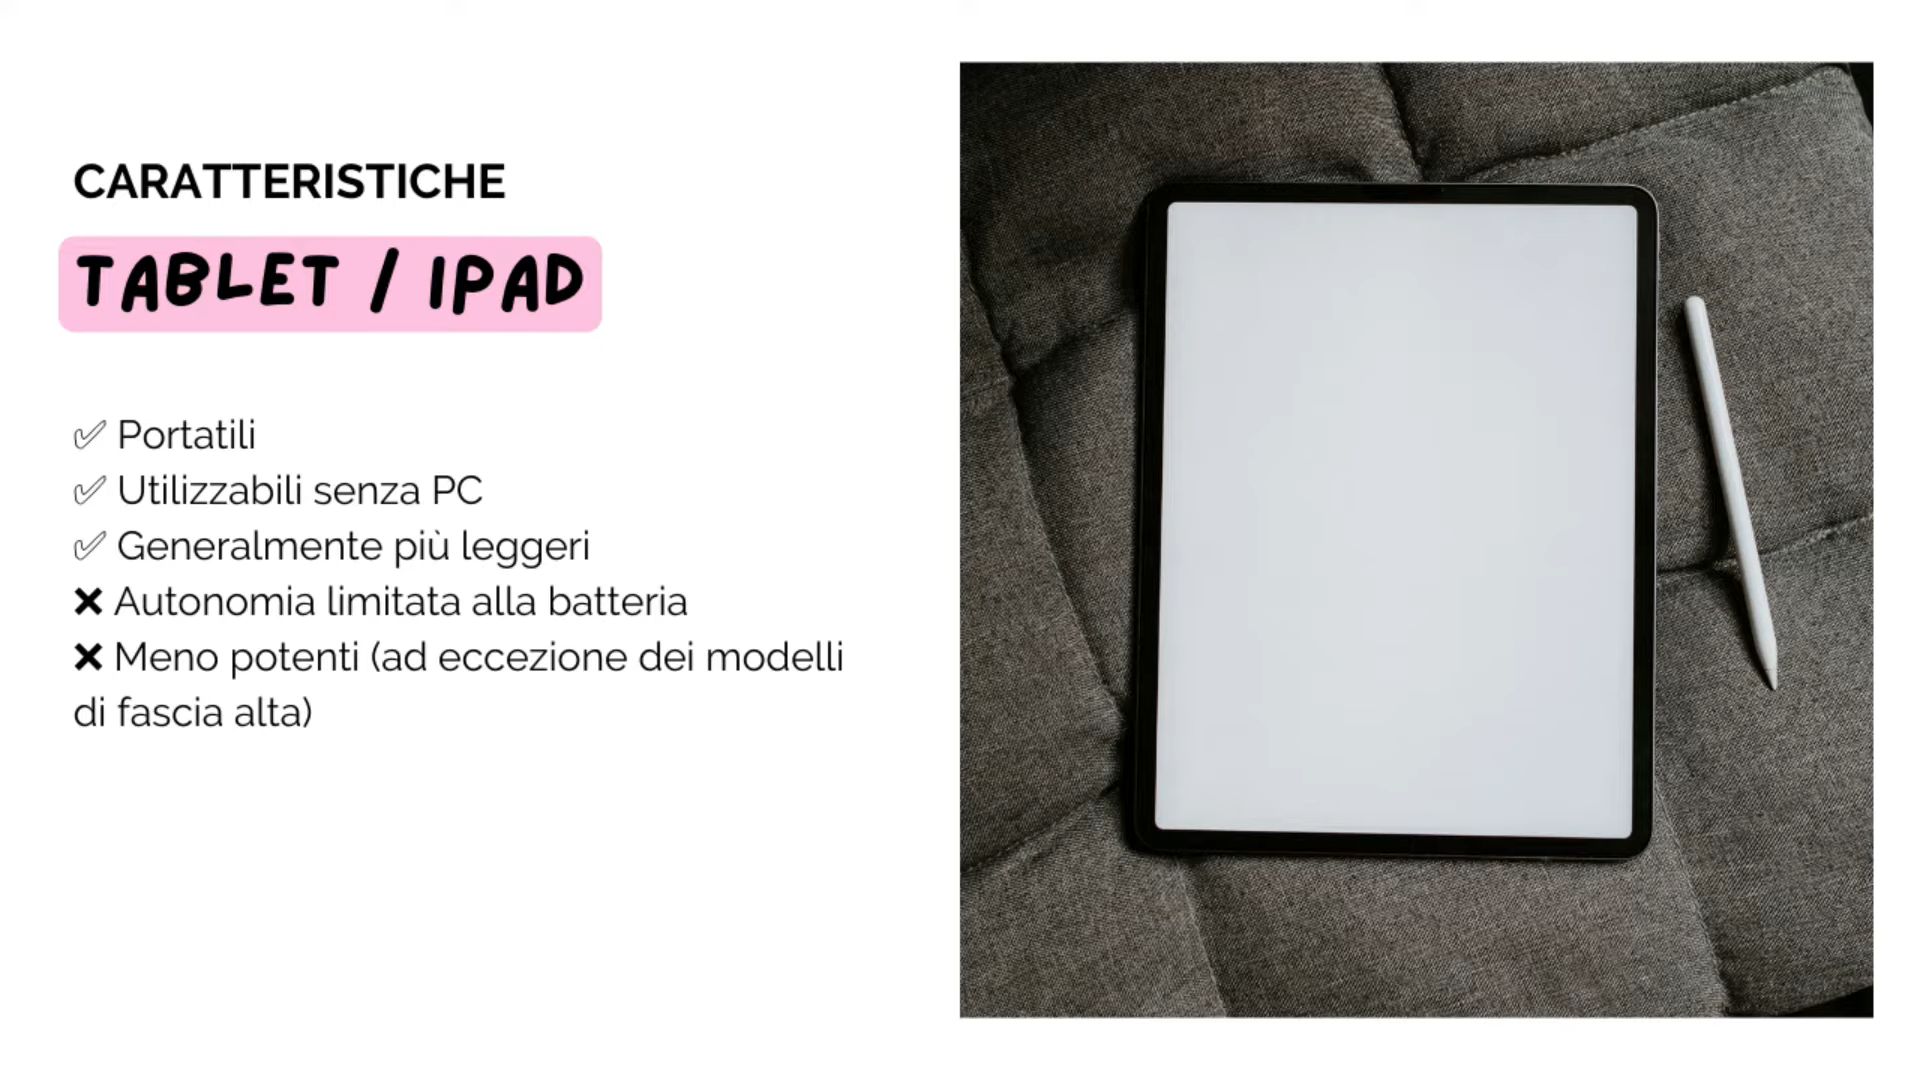 CARATTERISTICHE
TABLET / IPAD
✅ Portatili
✅ Utilizzabili senza PC
✅ Generalmente più leggeri
❌ Autonomia limitata alla batteria
❌ Meno potenti (ad eccezione dei modelli
di fascia alta)